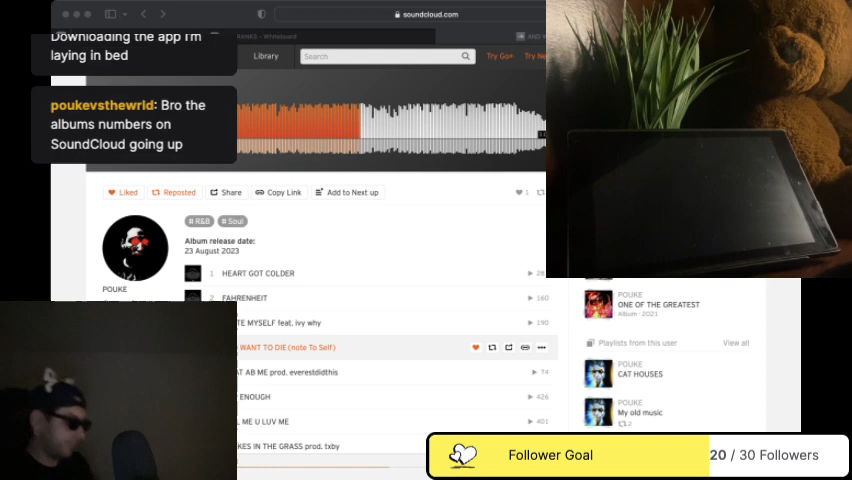 soundcloud.com
RANKS - Whiteboard
AND W
Downloading the app I'm
laying in bed
Library
Search
Try Go+
Try Ne
poukevsthewrld: Bro the
albums numbers on
SoundCloud going up
Liked
Reposted
Share
Copy Link
Add to Next up
1
# R&B
# Soul
Album release date:
23 August 2023
POUKE
1 HEART GOT COLDER
2 FAHRENHEIT
160
TE MYSELF feat. ivy why
190
WANT TO DIE (note To Self)
AT AB ME prod. everestdidthis
74
ENOUGH
426
L ME U LUV ME
401
KES IN THE GRASS prod. txby
POUKE
ONE OF THE GREATEST
Album · 2021
Playlists from this user
View all
POUKE
CAT HOUSES
POUKE
My old music
2
Follower Goal
20 / 30 Followers